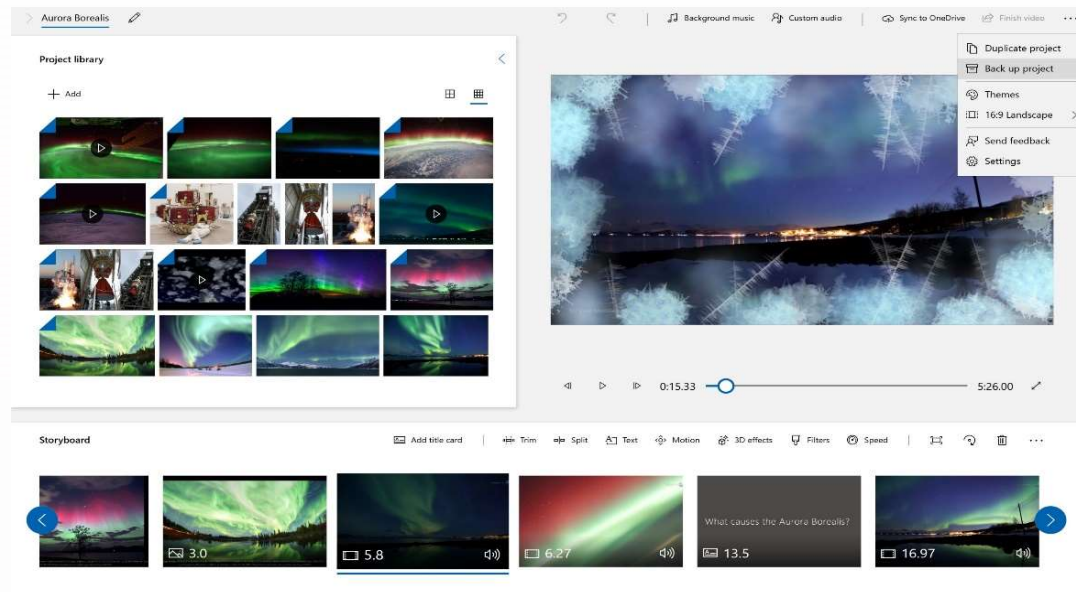 Aurora Borealis
Background music
Custom audio
Sync to OneDrive
Finish video
Project library
Add
Duplicate project
Back up project
Themes
16:9 Landscape
Send feedback
Settings
0:15.33
5:26.00
Storyboard
Add title card
Trim
Split
Text
Motion
3D effects
Filters
Speed
3.0
5.8
6.27
What causes the Aurora Borealis?
13.5
16.97